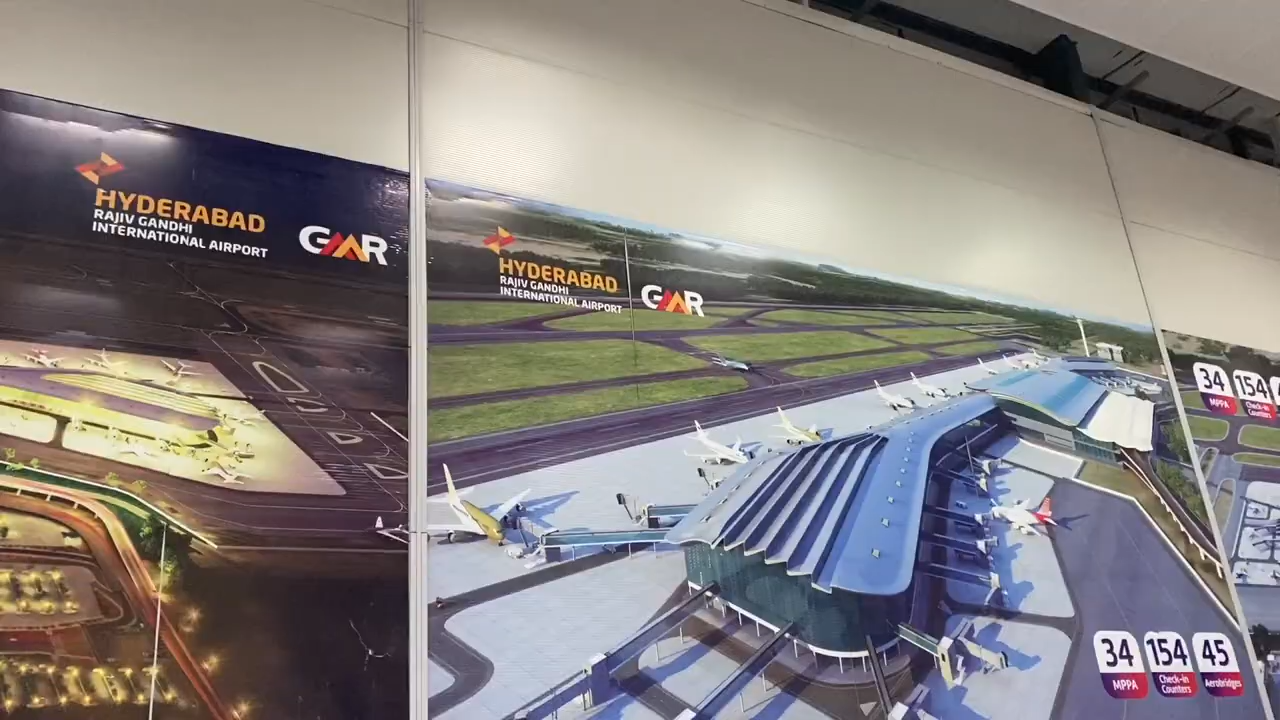 HYDERABAD
RAJIV GANDHI
INTERNATIONAL AIRPORT
GMR
HYDERABAD
RAJIV GANDHI
INTERNATIONAL AIRPORT
GMR
34
MPPA
154
Check-in
Counters
45
Aerobridges
34
MPPA
154
Check-in
Counters